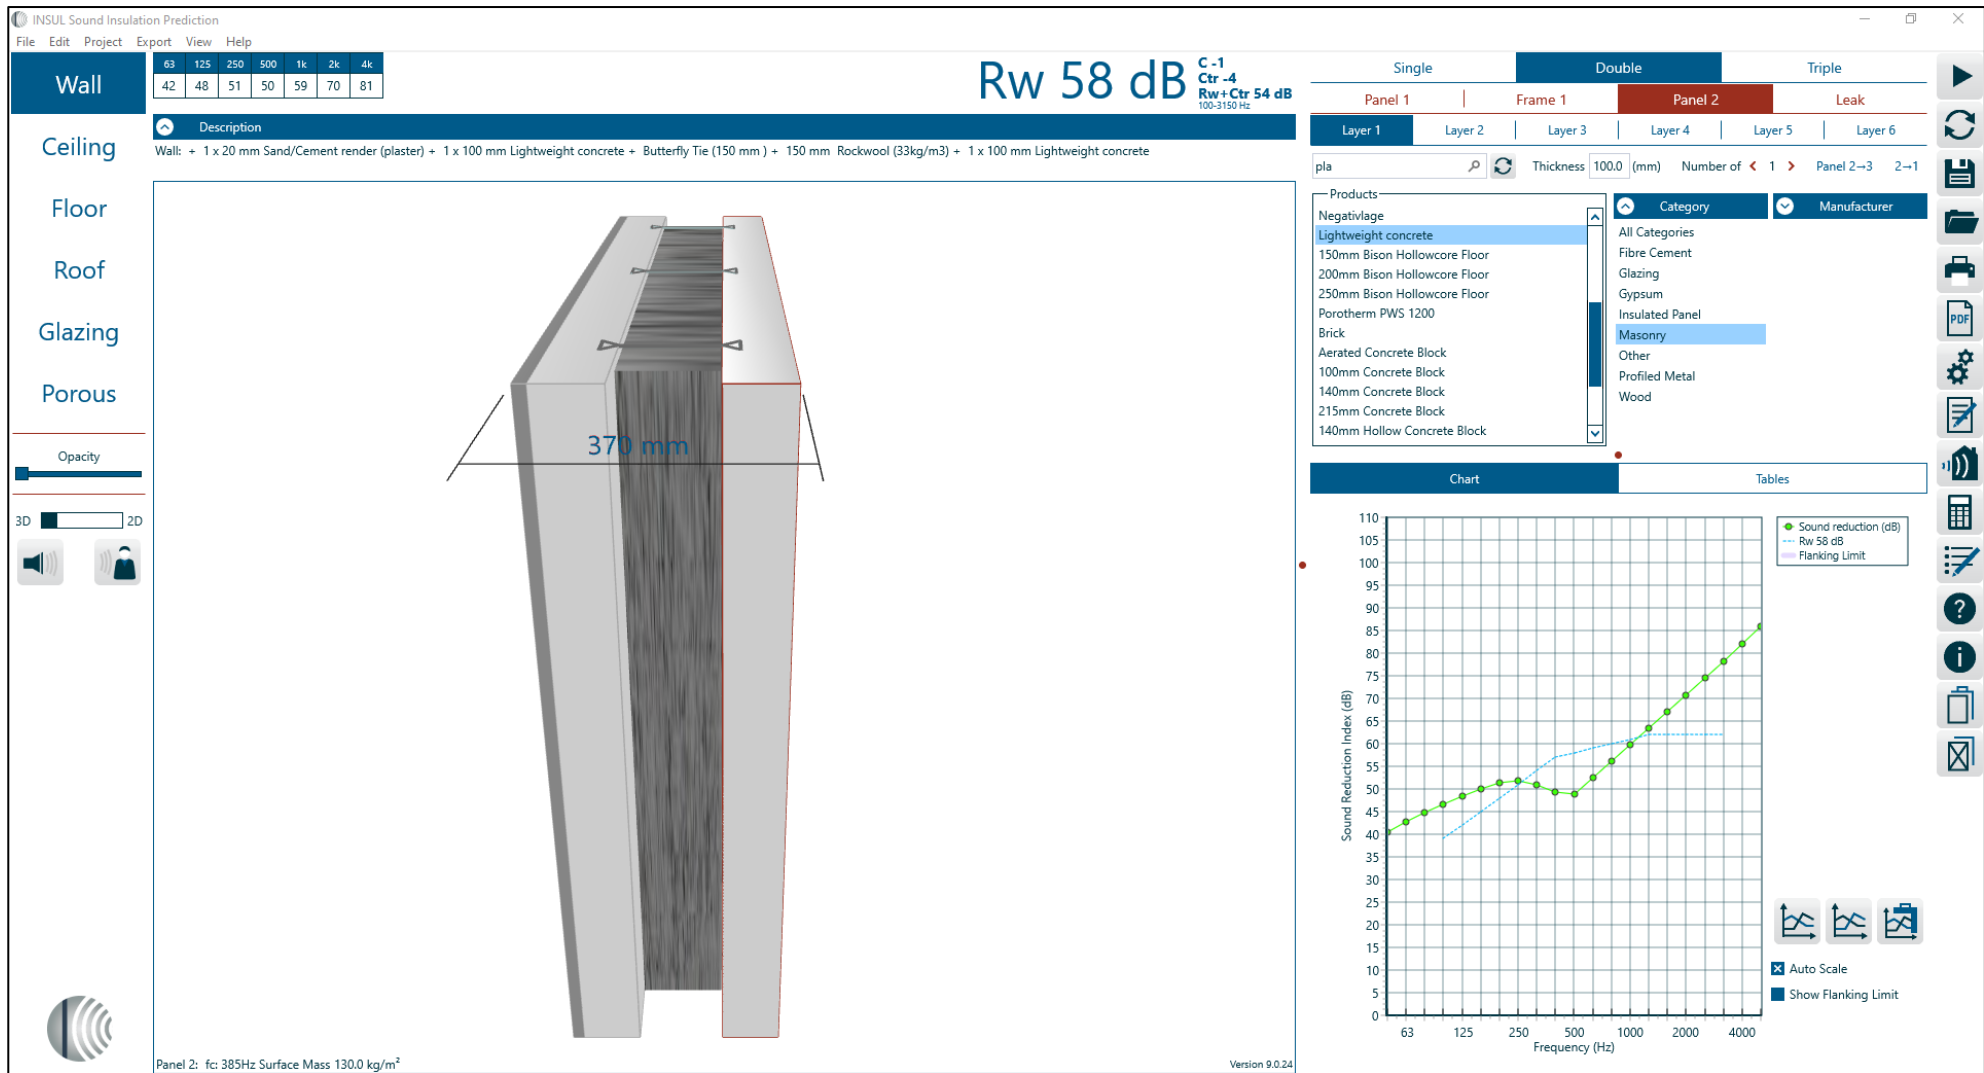 INSUL Sound Insulation Prediction
File Edit Project Export View Help
Wall
Ceiling
Floor
Roof
Glazing
Porous
Opacity
3D 2D
63 125 250 500 1k 2k 4k
42 48 51 50 59 70 81
Rw 58 dB
C -1
Ctr -4
Rw+Ctr 54 dB
100-3150 Hz
Description
Wall: + 1 x 20 mm Sand/Cement render (plaster) + 1 x 100 mm Lightweight concrete + Butterfly Tie (150 mm ) + 150 mm Rockwool (33kg/m3) + 1 x 100 mm Lightweight concrete
370 mm
Panel 2: fc: 385Hz Surface Mass 130.0 kg/m²
Version 9.0.24
Single Double Triple
Panel 1 Frame 1 Panel 2 Leak
Layer 1 Layer 2 Layer 3 Layer 4 Layer 5 Layer 6
pla Thickness 100.0 (mm) Number of < 1 > Panel 2→3 2→1
Products
Negativlage
Lightweight concrete
150mm Bison Hollowcore Floor
200mm Bison Hollowcore Floor
250mm Bison Hollowcore Floor
Porotherm PWS 1200
Brick
Aerated Concrete Block
100mm Concrete Block
140mm Concrete Block
215mm Concrete Block
140mm Hollow Concrete Block
Category
All Categories
Fibre Cement
Glazing
Gypsum
Insulated Panel
Masonry
Other
Profiled Metal
Wood
Manufacturer
Chart Tables
110
105
100
95
90
85
80
75
70
65
60
55
50
45
40
35
30
25
20
15
10
5
0
Sound Reduction Index (dB)
63 125 250 500 1000 2000 4000
Frequency (Hz)
Sound reduction (dB)
Rw 58 dB
Flanking Limit
Auto Scale
Show Flanking Limit
PDF
?
i